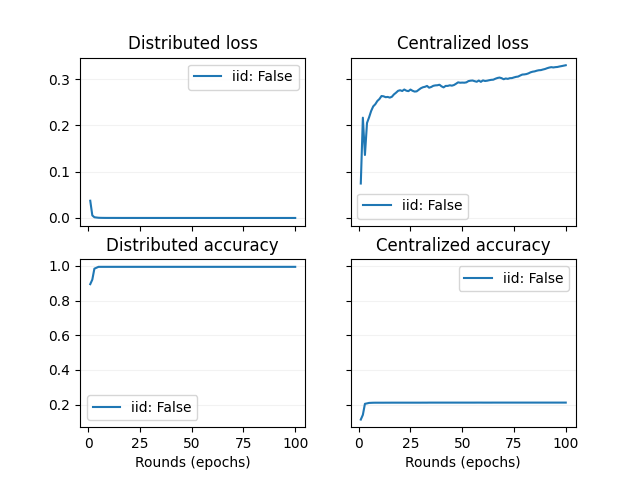 Distributed loss
Centralized loss
0.3
0.2
0.1
0.0
iid: False
iid: False
Distributed accuracy
Centralized accuracy
1.0
0.8
0.6
0.4
0.2
iid: False
iid: False
0 25 50 75 100
0 25 50 75 100
Rounds (epochs)
Rounds (epochs)